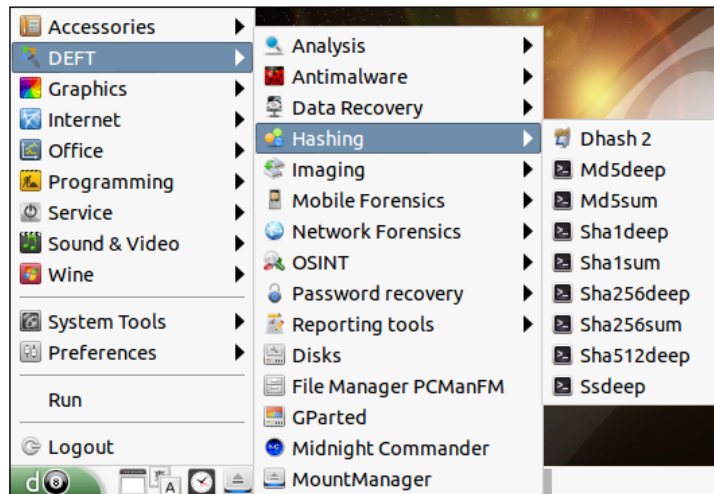 Accessories
DEFT
Graphics
Internet
Office
Programming
Service
Sound & Video
Wine
System Tools
Preferences
Run
Logout
d8
A
Analysis
Antimalware
Data Recovery
Hashing
Imaging
Mobile Forensics
Network Forensics
OSINT
Password recovery
Reporting tools
Disks
File Manager PCManFM
GParted
Midnight Commander
MountManager
Dhash 2
Md5deep
Md5sum
Sha1deep
Sha1sum
Sha256deep
Sha256sum
Sha512deep
Ssdeep